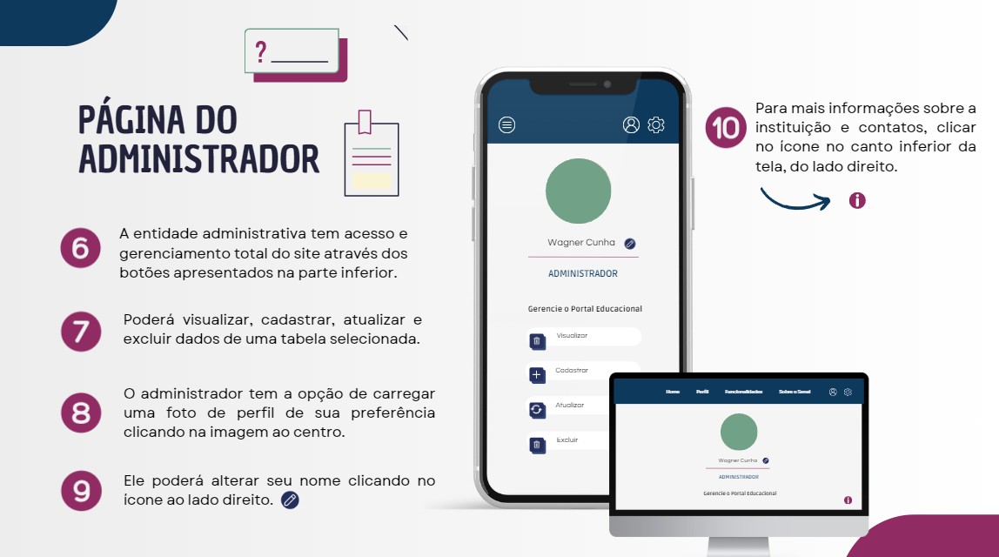 ?
PÁGINA DO
ADMINISTRADOR
6
A entidade administrativa tem acesso e
gerenciamento total do site através dos
botões apresentados na parte inferior.
7
Poderá visualizar, cadastrar, atualizar e
excluir dados de uma tabela selecionada.
8
O administrador tem a opção de carregar
uma foto de perfil de sua preferência
clicando na imagem ao centro.
9
Ele poderá alterar seu nome clicando no
ícone ao lado direito.
Wagner Cunha
ADMINISTRADOR
Gerencie o Portal Educacional
Visualizar
Cadastrar
Atualizar
Excluir
10
Para mais informações sobre a
instituição e contatos, clicar
no ícone no canto inferior da
tela, do lado direito.
i
Home Perfil Funcionalidades Sobre o Senai
Wagner Cunha
ADMINISTRADOR
Gerencie o Portal Educacional
i